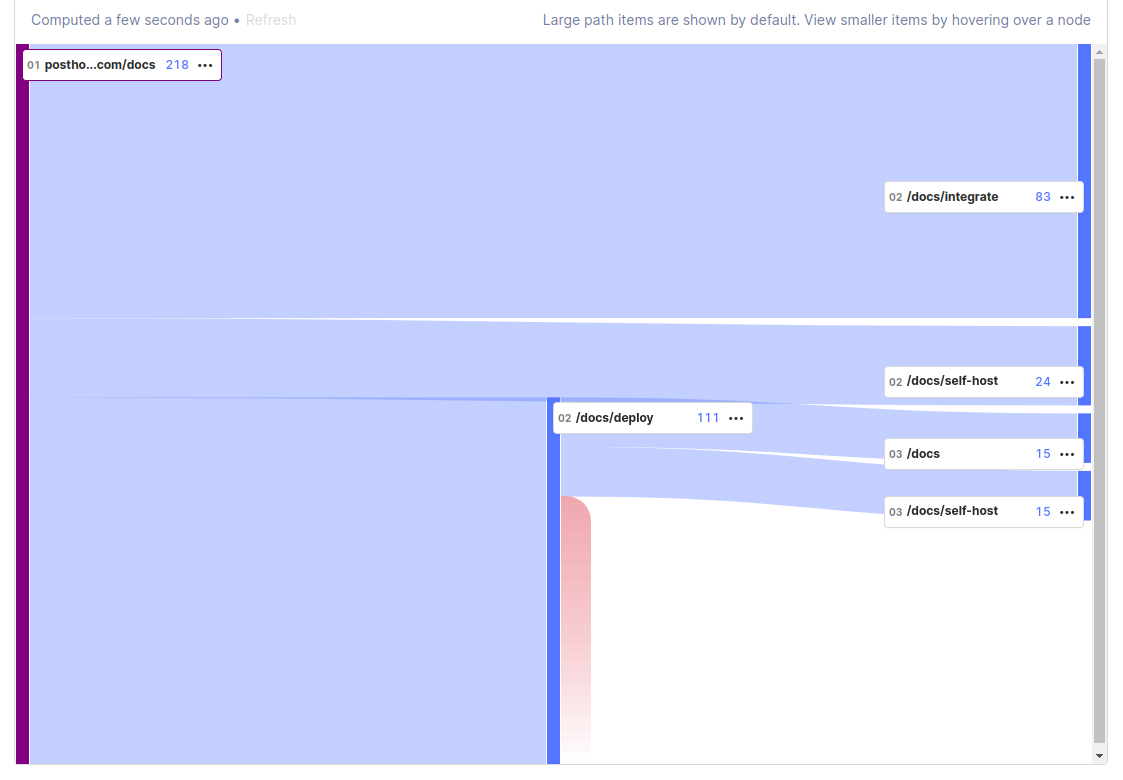 Computed a few seconds ago • Refresh
Large path items are shown by default. View smaller items by hovering over a node
01 postho...com/docs 218 •••
02 /docs/integrate 83 •••
02 /docs/self-host 24 •••
02 /docs/deploy 111 •••
03 /docs 15 •••
03 /docs/self-host 15 •••